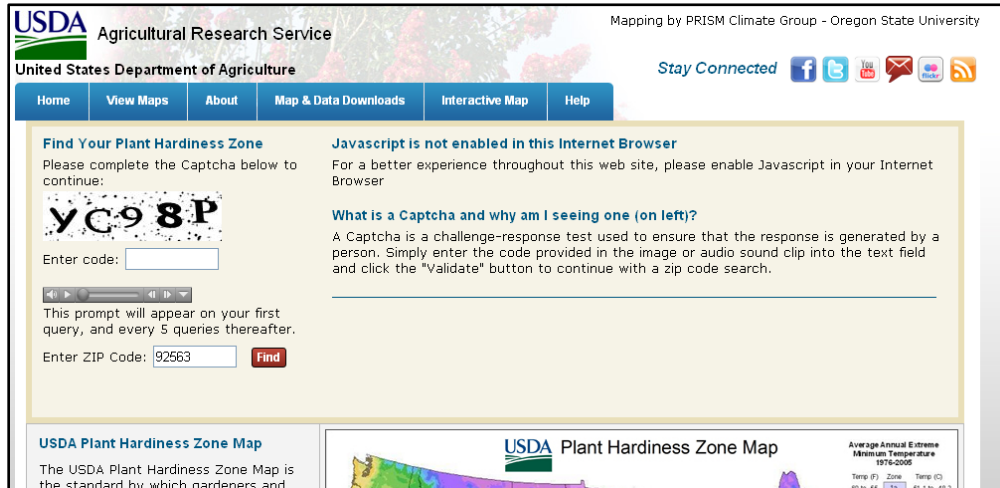 USDA
Agricultural Research Service
Mapping by PRISM Climate Group - Oregon State University
United States Department of Agriculture
Stay Connected
You
Tube
flickr
Home View Maps About Map & Data Downloads Interactive Map Help
Find Your Plant Hardiness Zone
Please complete the Captcha below to
continue:
YC98P
Enter code:
This prompt will appear on your first
query, and every 5 queries thereafter.
Enter ZIP Code: 92563 Find
Javascript is not enabled in this Internet Browser
For a better experience throughout this web site, please enable Javascript in your Internet
Browser
What is a Captcha and why am I seeing one (on left)?
A Captcha is a challenge-response test used to ensure that the response is generated by a
person. Simply enter the code provided in the image or audio sound clip into the text field
and click the "Validate" button to continue with a zip code search.
USDA Plant Hardiness Zone Map
The USDA Plant Hardiness Zone Map is
the standard by which gardeners and
USDA Plant Hardiness Zone Map
Average Annual Extreme
Minimum Temperature
1976-2005
Temp (F) Zone Temp (C)